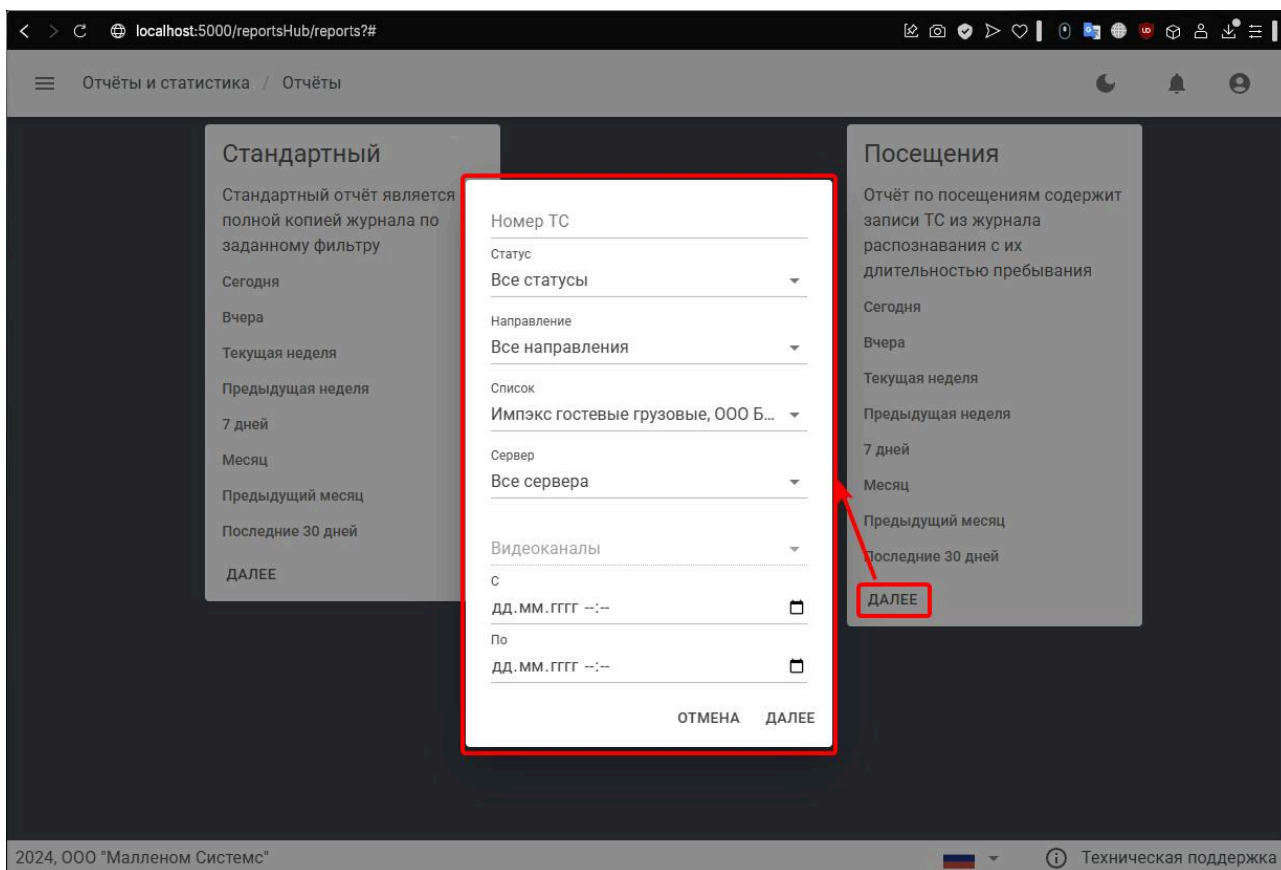 localhost:5000/reportsHub/reports?#
Отчёты и статистика / Отчёты
Стандартный
Стандартный отчёт является
полной копией журнала по
заданному фильтру
Сегодня
Вчера
Текущая неделя
Предыдущая неделя
7 дней
Месяц
Предыдущий месяц
Последние 30 дней
ДАЛЕЕ
Номер ТС
Статус
Все статусы
Направление
Все направления
Список
Импэкс гостевые грузовые, ООО Б...
Сервер
Все сервера
Видеоканалы
С
дд.мм.гггг --:--
По
дд.мм.гггг --:--
ОТМЕНА ДАЛЕЕ
Посещения
Отчёт по посещениям содержит
записи ТС из журнала
распознавания с их
длительностью пребывания
Сегодня
Вчера
Текущая неделя
Предыдущая неделя
7 дней
Месяц
Предыдущий месяц
Последние 30 дней
ДАЛЕЕ
2024, ООО "Малленом Системс"
Техническая поддержка